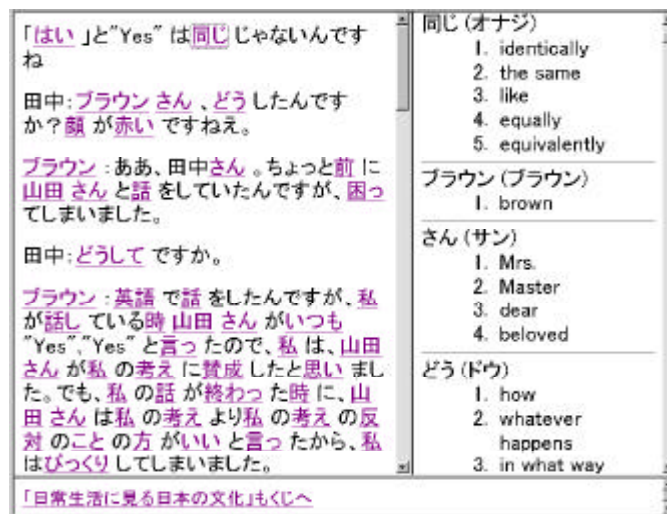 「はい 」と"Yes" は同じ じゃないんです
ね
田中:ブラウン さん 、どう したんです
か?顔 が赤い ですねえ。
ブラウン :ああ、田中さん 。ちょっと前 に
山田 さん と話 をしていたんですが、困っ
てしまいました。
田中:どうして ですか。
ブラウン :英語 で話 をしたんですが、私
が話し ている時 山田 さん がいつも
"Yes","Yes" と言っ たので、私 は、山田
さん が私 の考え に賛成 したと思い まし
た。でも、私 の話 が終わっ た時 に、山
田 さん は私 の考え より私 の考え の反
対 のこと の方 がいい と言っ たから、私
はびっくり してしまいました。
同じ (オナジ)
1. identically
2. the same
3. like
4. equally
5. equivalently
ブラウン (ブラウン)
1. brown
さん (サン)
1. Mrs.
2. Master
3. dear
4. beloved
どう (ドウ)
1. how
2. whatever
happens
3. in what way
「日常生活に見る日本の文化」もくじへ